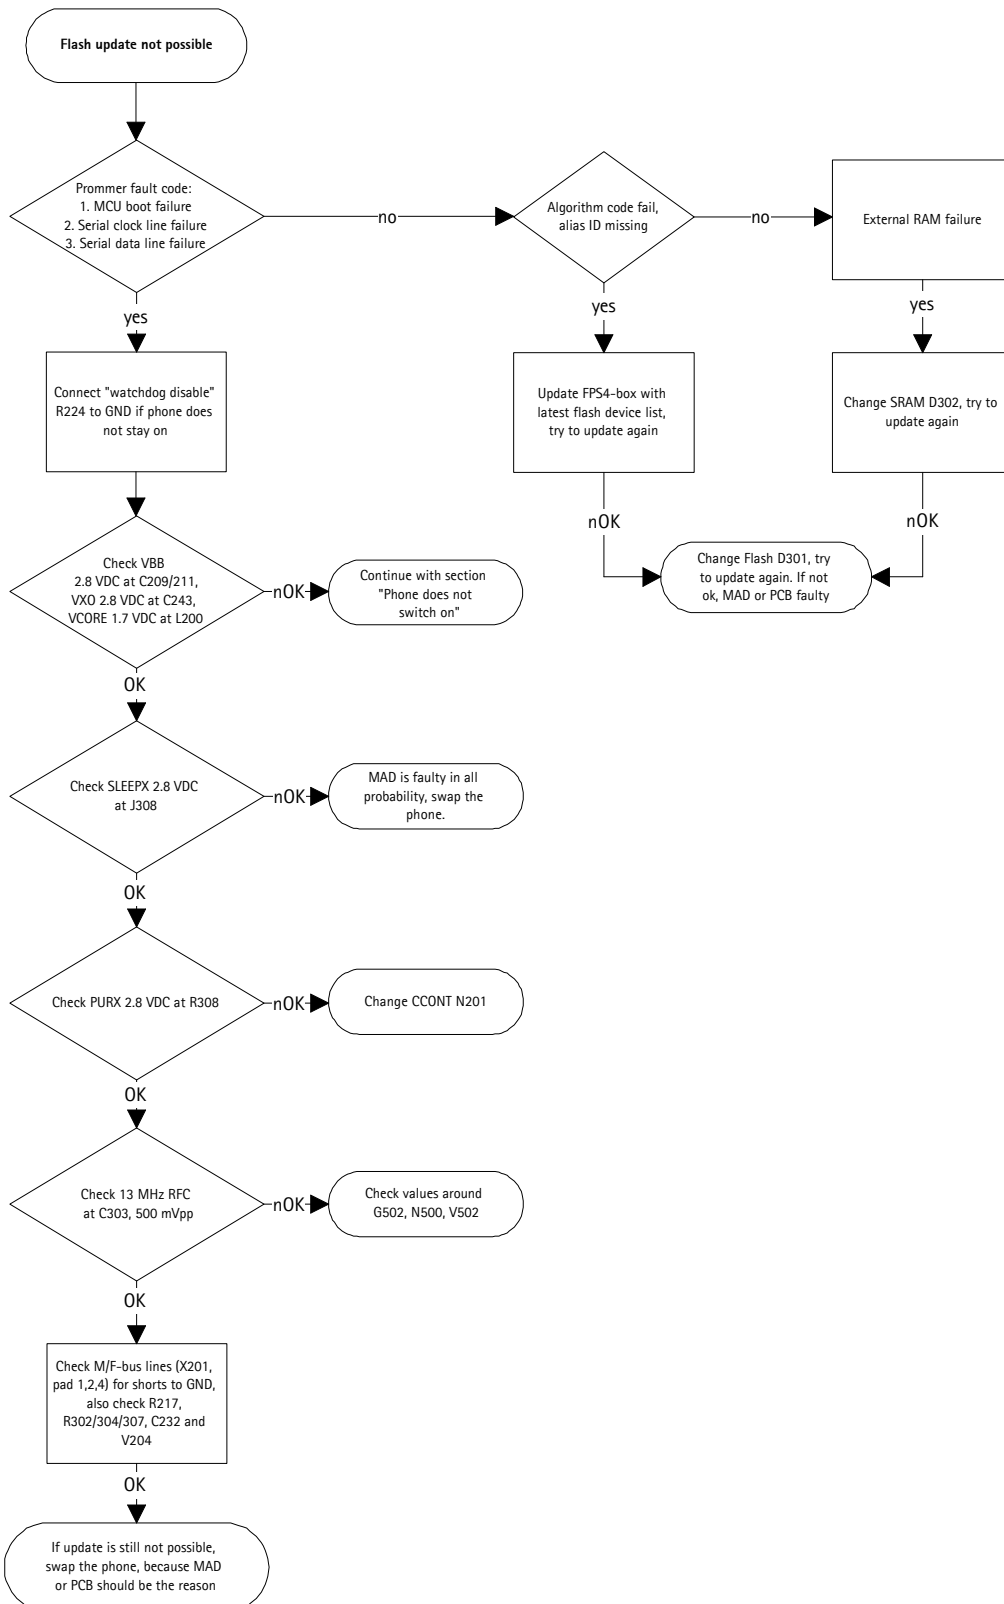 Flash update not possible
Prommer fault code:
1. MCU boot failure
2. Serial clock line failure
3. Serial data line failure
no
Algorithm code fail,
alias ID missing
no
External RAM failure
yes
yes
yes
Connect "watchdog disable"
R224 to GND if phone does
not stay on
Update FPS4-box with
latest flash device list,
try to update again
Change SRAM D302, try to
update again
nOK
nOK
Change Flash D301, try
to update again. If not
ok, MAD or PCB faulty
Check VBB
2.8 VDC at C209/211,
VXO 2.8 VDC at C243,
VCORE 1.7 VDC at L200
nOK
Continue with section
"Phone does not
switch on"
OK
Check SLEEPX 2.8 VDC
at J308
nOK
MAD is faulty in all
probability, swap the
phone.
OK
Check PURX 2.8 VDC at R308
nOK
Change CCONT N201
OK
Check 13 MHz RFC
at C303, 500 mVpp
nOK
Check values around
G502, N500, V502
OK
Check M/F-bus lines (X201,
pad 1,2,4) for shorts to GND,
also check R217,
R302/304/307, C232 and
V204
OK
If update is still not possible,
swap the phone, because MAD
or PCB should be the reason